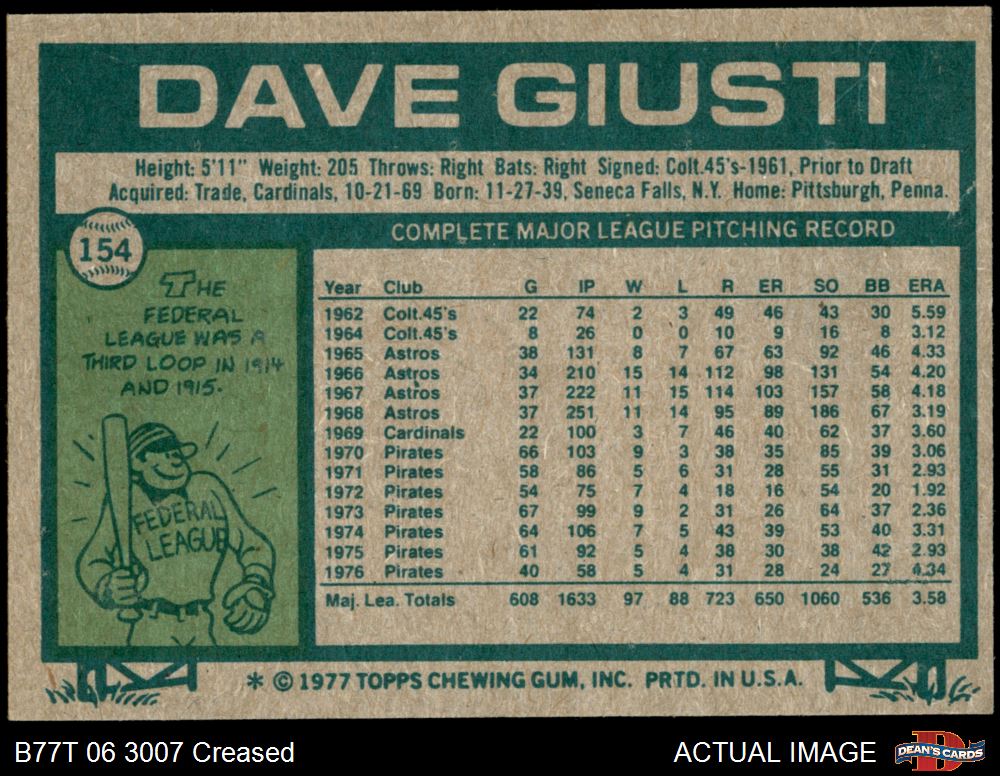 DAVE GIUSTI
Height: 5'11" Weight: 205 Throws: Right Bats: Right Signed: Colt.45's-1961, Prior to Draft
Acquired: Trade, Cardinals, 10-21-69 Born: 11-27-39, Seneca Falls, N.Y. Home: Pittsburgh, Penna.
154
THE
FEDERAL
LEAGUE WAS A
THIRD LOOP IN 1914
AND 1915.
FEDERAL
LEAGUE
COMPLETE MAJOR LEAGUE PITCHING RECORD
Year Club G IP W L R ER SO BB ERA
1962 Colt.45's 22 74 2 3 49 46 43 30 5.59
1964 Colt.45's 8 26 0 0 10 9 16 8 3.12
1965 Astros 38 131 8 7 67 63 92 46 4.33
1966 Astros 34 210 15 14 112 98 131 54 4.20
1967 Astros 37 222 11 15 114 103 157 58 4.18
1968 Astros 37 251 11 14 95 89 186 67 3.19
1969 Cardinals 22 100 3 7 46 40 62 37 3.60
1970 Pirates 66 103 9 3 38 35 85 39 3.06
1971 Pirates 58 86 5 6 31 28 55 31 2.93
1972 Pirates 54 75 7 4 18 16 54 20 1.92
1973 Pirates 67 99 9 2 31 26 64 37 2.36
1974 Pirates 64 106 7 5 43 39 53 40 3.31
1975 Pirates 61 92 5 4 38 30 38 42 2.93
1976 Pirates 40 58 5 4 31 28 24 27 4.34
Maj. Lea. Totals 608 1633 97 88 723 650 1060 536 3.58
* © 1977 TOPPS CHEWING GUM, INC. PRTD. IN U.S.A.
B77T 06 3007 Creased
ACTUAL IMAGE
D
DEAN'S CARDS